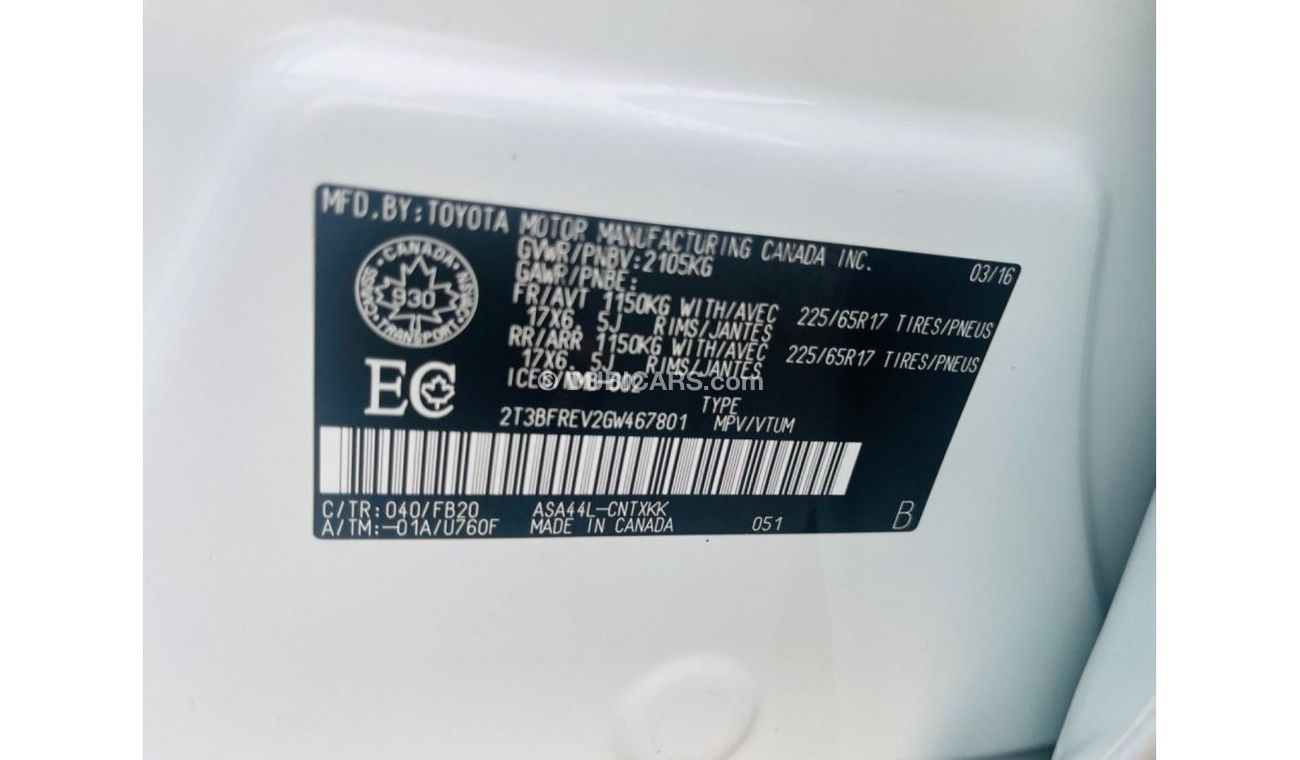 MFD.BY:TOYOTA MOTOR MANUFACTURING CANADA INC. 03/16
GVWR/PNBV:2105KG
GAWR/PNBE:
FR/AVT 1150KG WITH/AVEC 225/65R17 TIRES/PNEUS
17X6.5J RIMS/JANTES
RR/ARR 1150KG WITH/AVEC 225/65R17 TIRES/PNEUS
17X6.5J RIMS/JANTES
CANADA
930
TRANSPORT
CMVSS
NSVAC
EC
2T3BFREV2GW467801 TYPE
MPV/VTUM
C/TR:040/FB20 ASA44L-CNTXKK
A/TM:-01A/U760F MADE IN CANADA 051 B